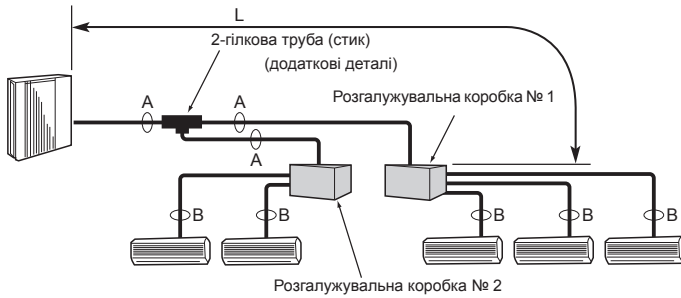 L
2-гілкова труба (стик)
(додаткові деталі)
A
A
Розгалужувальна коробка № 1
A
B
B
B
B
B
Розгалужувальна коробка № 2